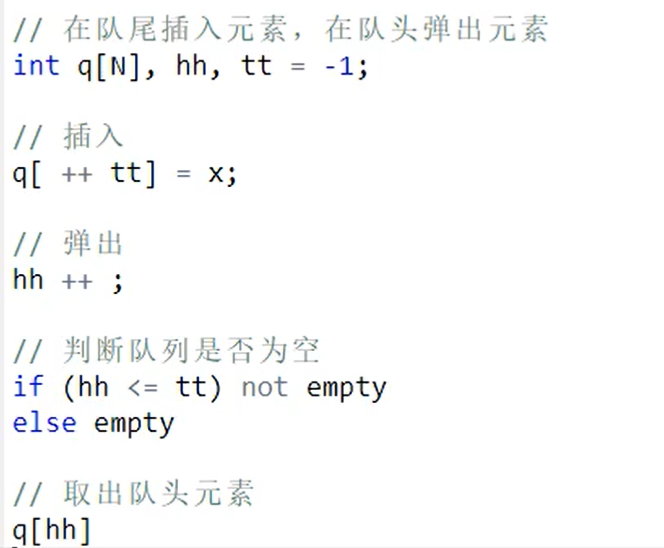 // 在队尾插入元素，在队头弹出元素
int q[N], hh, tt = -1;
// 插入
q[ ++ tt] = x;
// 弹出
hh ++ ;
// 判断队列是否为空
if (hh <= tt) not empty
else empty
// 取出队头元素
q[hh]